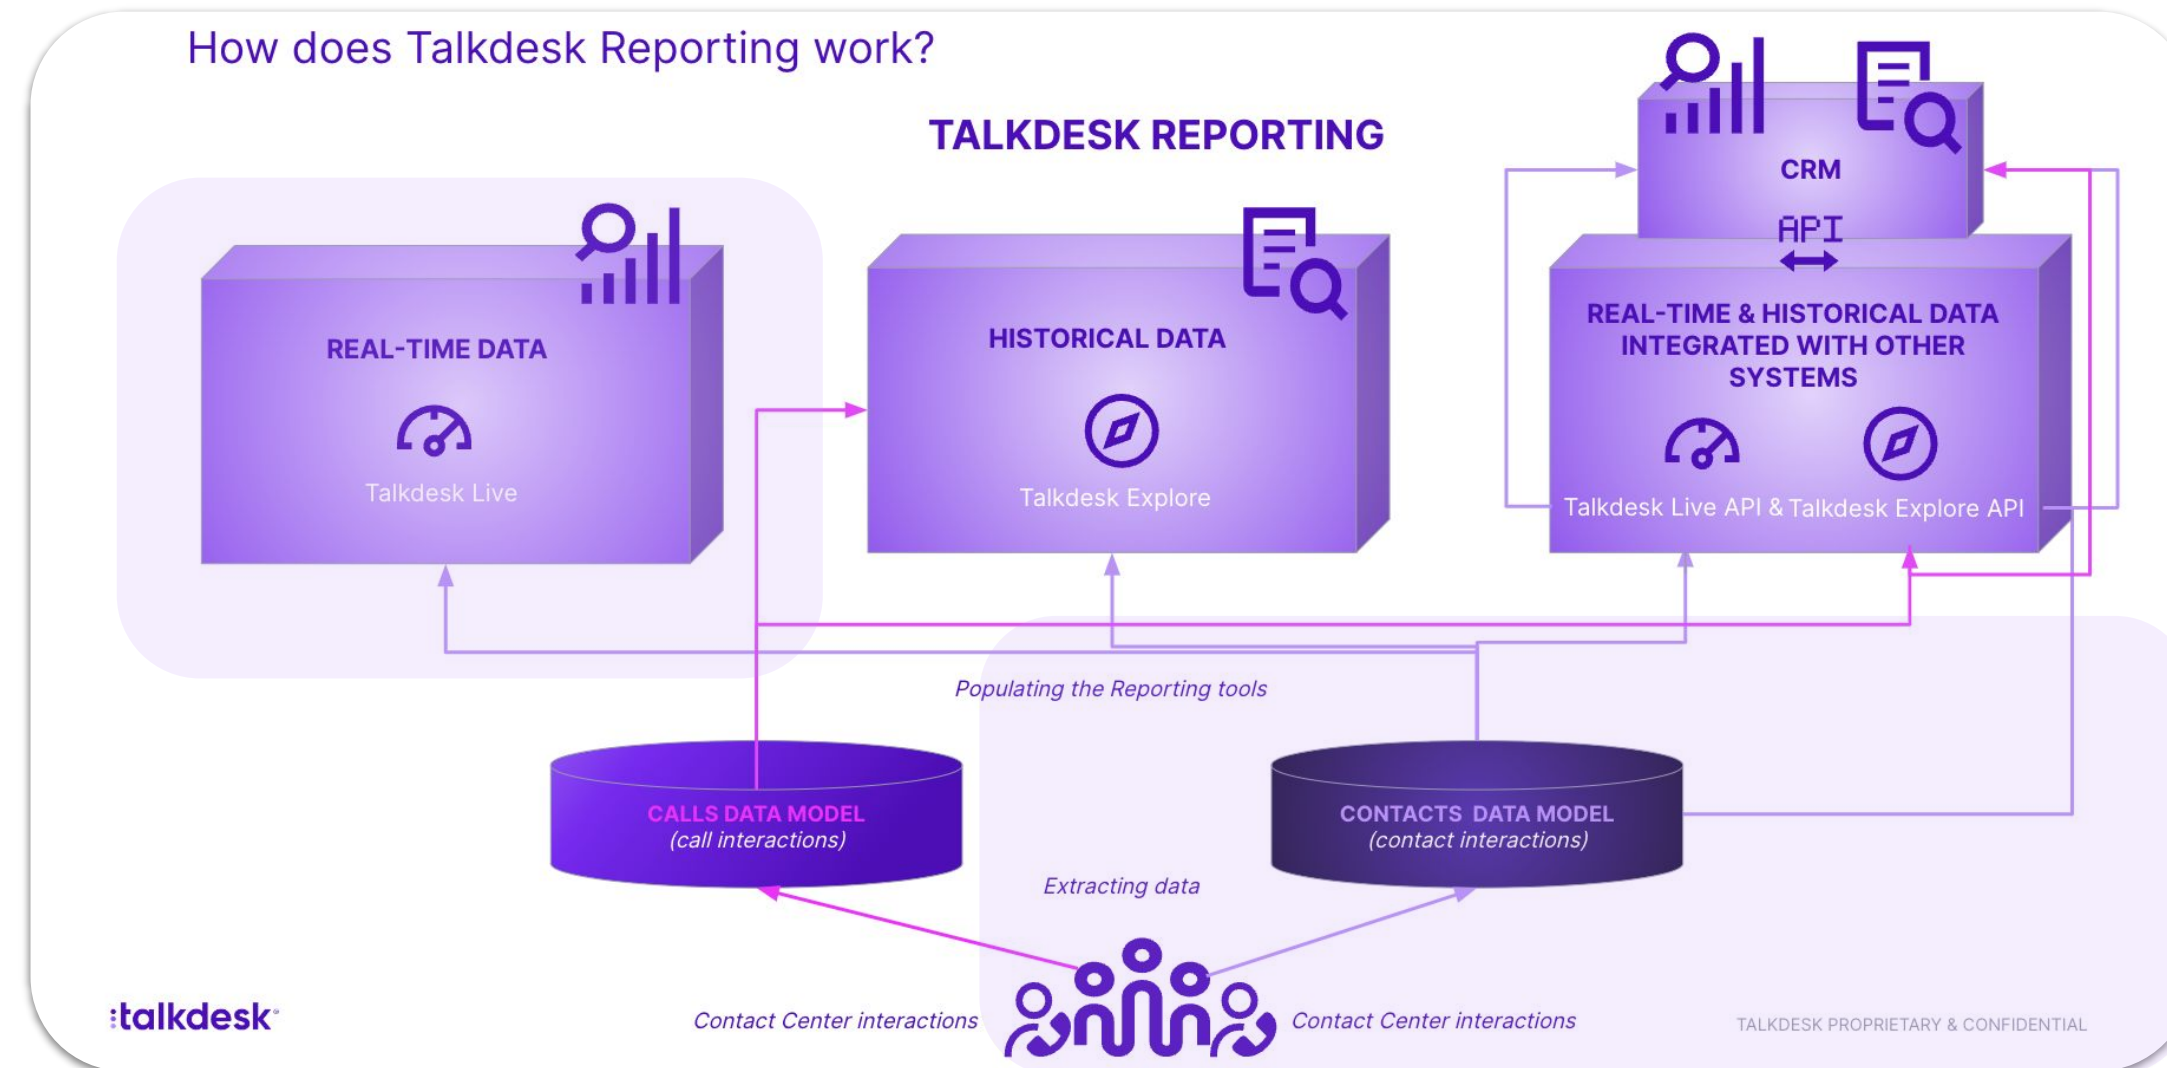 How does Talkdesk Reporting work?
TALKDESK REPORTING
CRM
API
REAL-TIME DATA
Talkdesk Live
HISTORICAL DATA
Talkdesk Explore
REAL-TIME & HISTORICAL DATA
INTEGRATED WITH OTHER
SYSTEMS
Talkdesk Live API & Talkdesk Explore API
Populating the Reporting tools
CALLS DATA MODEL
(call interactions)
CONTACTS DATA MODEL
(contact interactions)
Extracting data
Contact Center interactions
Contact Center interactions
:talkdesk
TALKDESK PROPRIETARY & CONFIDENTIAL